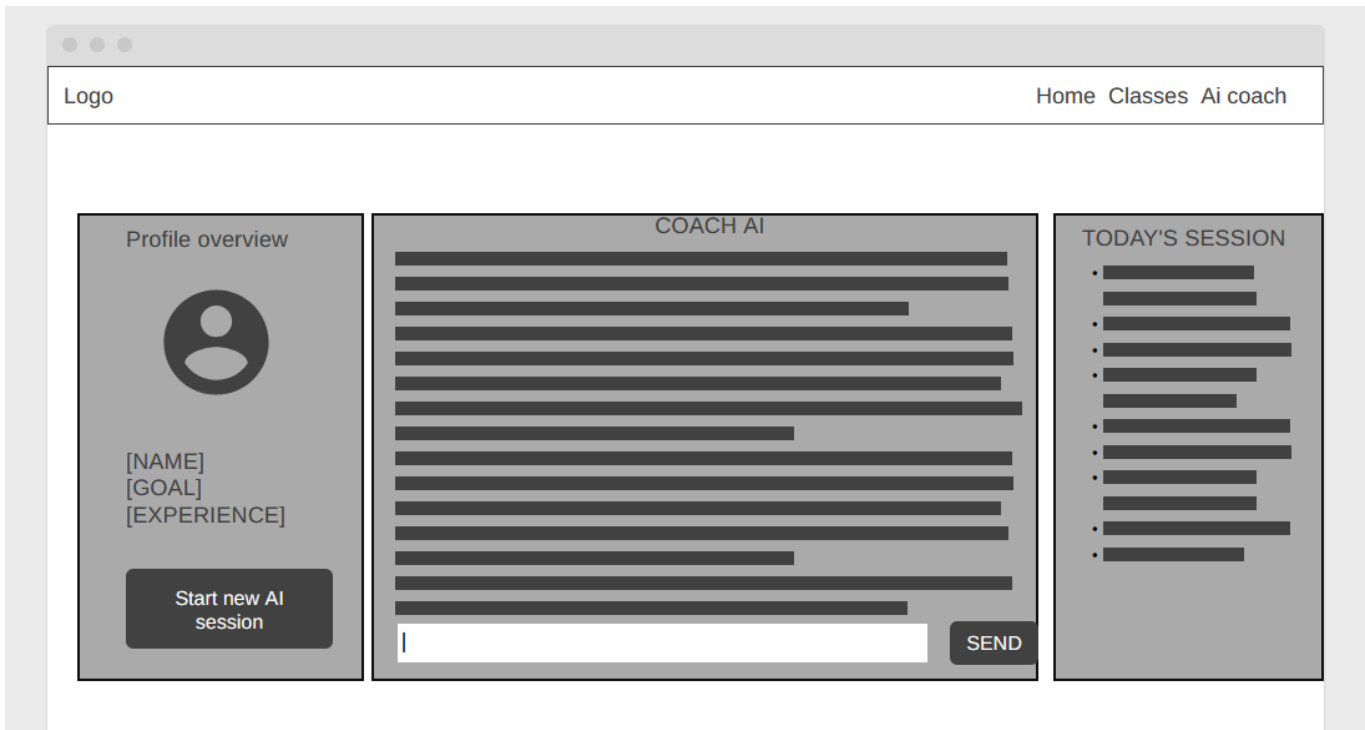 Logo
Home Classes Ai coach
Profile overview
[NAME]
[GOAL]
[EXPERIENCE]
Start new AI
session
COACH AI
SEND
TODAY'S SESSION